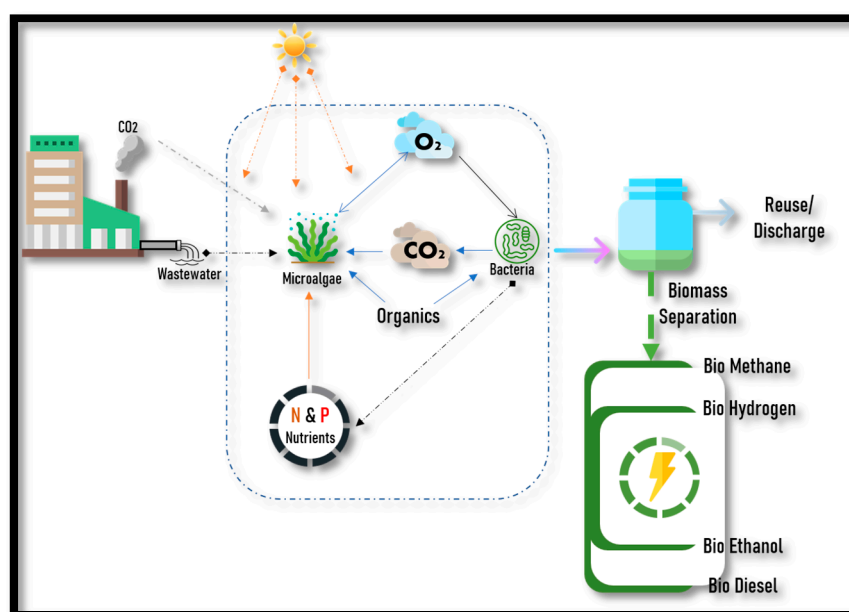 CO2
Wastewater
O2
CO2
Microalgae
Bacteria
Organics
N & P
Nutrients
Reuse/
Discharge
Biomass
Separation
Bio Methane
Bio Hydrogen
Bio Ethanol
Bio Diesel